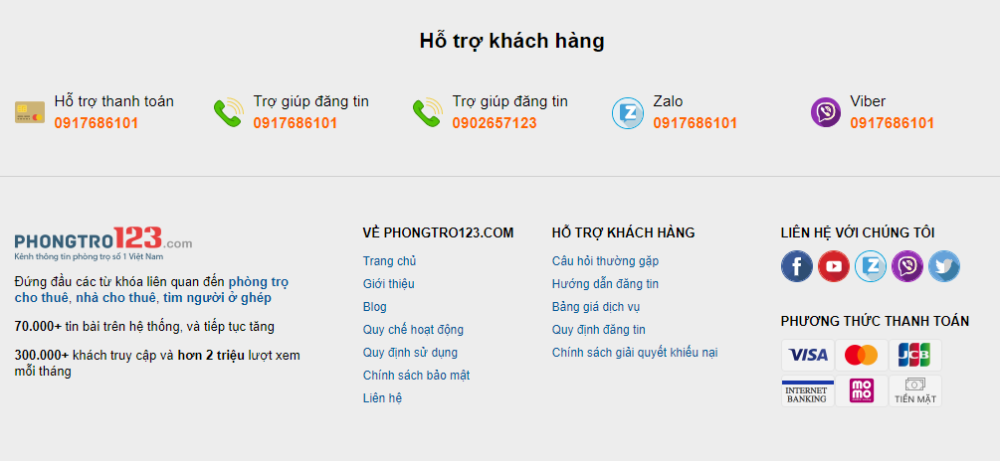 Hỗ trợ khách hàng
Hỗ trợ thanh toán
0917686101
Trợ giúp đăng tin
0917686101
Trợ giúp đăng tin
0902657123
Zalo
0917686101
Viber
0917686101
PHONGTRO123.com
Kênh thông tin phòng trọ số 1 Việt Nam
Đứng đầu các từ khóa liên quan đến phòng trọ
cho thuê, nhà cho thuê, tìm người ở ghép
70.000+ tin bài trên hệ thống, và tiếp tục tăng
300.000+ khách truy cập và hơn 2 triệu lượt xem
mỗi tháng
VỀ PHONGTRO123.COM
Trang chủ
Giới thiệu
Blog
Quy chế hoạt động
Quy định sử dụng
Chính sách bảo mật
Liên hệ
HỖ TRỢ KHÁCH HÀNG
Câu hỏi thường gặp
Hướng dẫn đăng tin
Bảng giá dịch vụ
Quy định đăng tin
Chính sách giải quyết khiếu nại
LIÊN HỆ VỚI CHÚNG TÔI
PHƯƠNG THỨC THANH TOÁN
VISA
JCB
INTERNET
BANKING
mo
mo
TIỀN MẶT